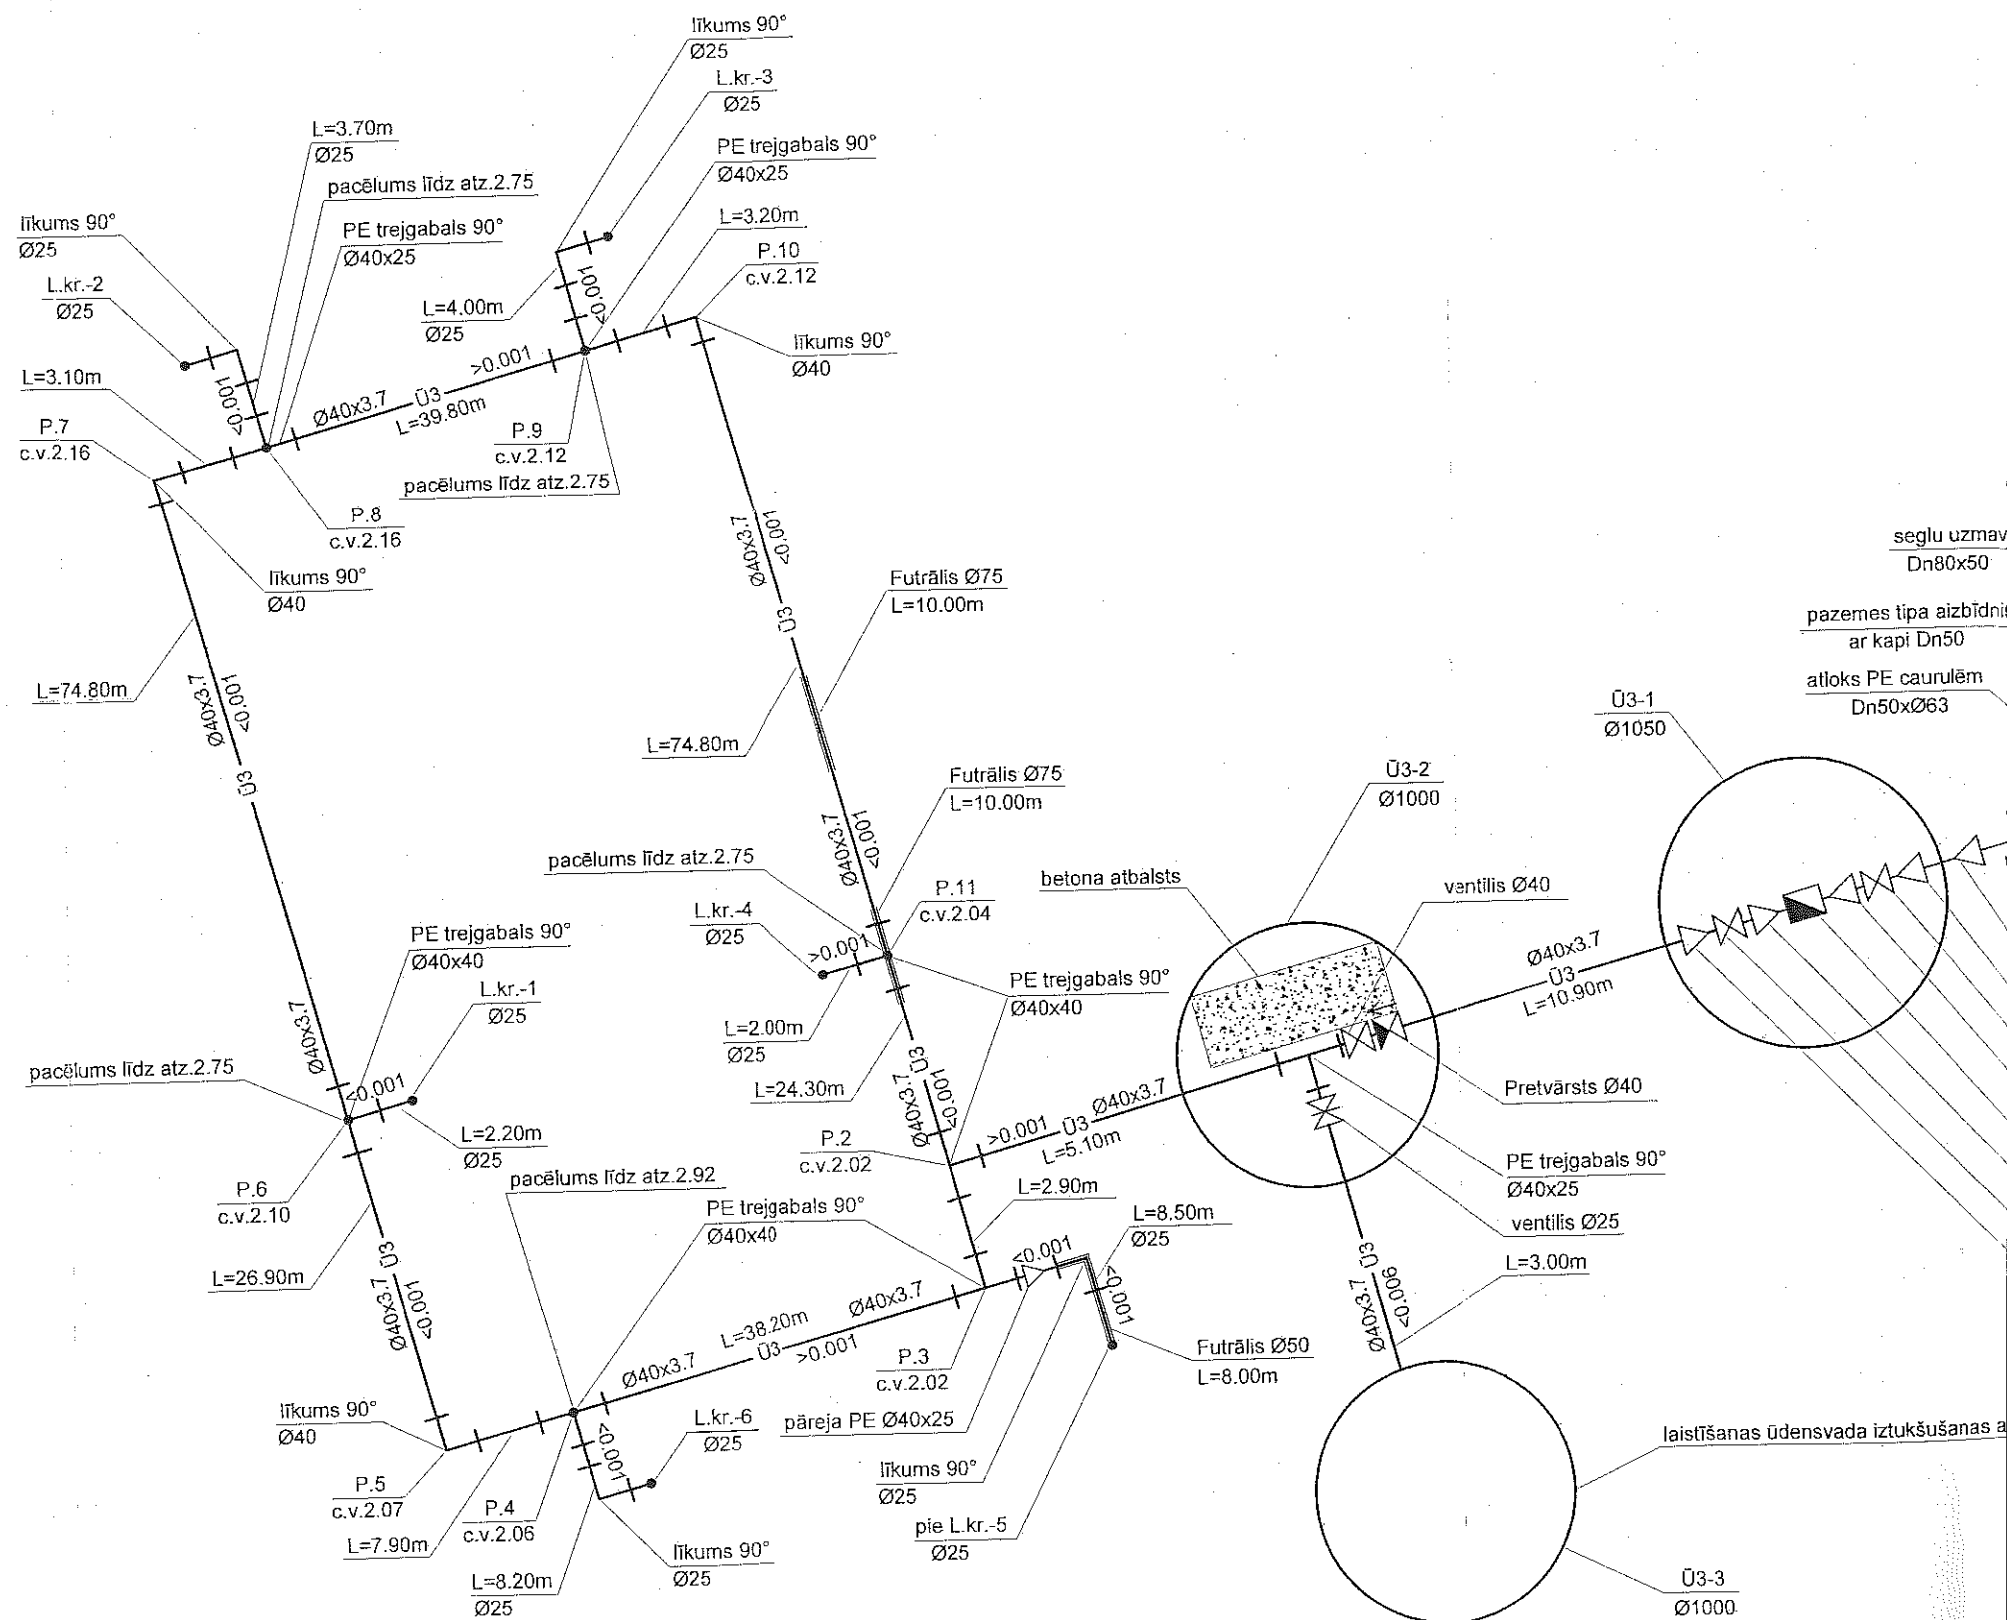 līkums 90°
Ø25
L.kr.-3
Ø25
L=3.70m
Ø25
PE trejgabals 90°
Ø40x25
pacēlums līdz atz.2.75
līkums 90°
Ø25
PE trejgabals 90°
Ø40x25
L=3.20m
P.10
c.v.2.12
L.kr.-2
Ø25
L=4.00m
Ø25
<0.001
līkums 90°
Ø40
L=3.10m
<0.001
>0.001
Ø40x3.7
Ū3
L=39.80m
P.7
c.v.2.16
P.9
c.v.2.12
pacēlums līdz atz.2.75
P.8
c.v.2.16
līkums 90°
Ø40
Ø40x3.7
<0.001
Ū3
Futrālis Ø75
L=10.00m
seglu uzmav
Dn80x50
pazemes tipa aizbīdnis
ar kapi Dn50
atloks PE caurulēm
Dn50xØ63
L=74.80m
Ø40x3.7
<0.001
Ū3
L=74.80m
Ū3-1
Ø1050
Futrālis Ø75
L=10.00m
Ū3-2
Ø1000
Ø40x3.7
<0.001
pacēlums līdz atz.2.75
betona atbalsts
ventilis Ø40
P.11
c.v.2.04
L.kr.-4
Ø25
>0.001
PE trejgabals 90°
Ø40x40
PE trejgabals 90°
Ø40x40
Ø40x3.7
Ū3
L=10.90m
L.kr.-1
Ø25
Ø40x3.7
L=2.00m
Ø25
pacēlums līdz atz.2.75
<0.001
L=24.30m
Ū3
Ø40x3.7
<0.001
Pretvārsts Ø40
L=2.20m
Ø25
P.2
c.v.2.02
>0.001
Ū3
Ø40x3.7
L=5.10m
PE trejgabals 90°
Ø40x25
P.6
c.v.2.10
pacēlums līdz atz.2.92
L=2.90m
PE trejgabals 90°
Ø40x40
L=8.50m
Ø25
ventilis Ø25
L=26.90m
Ū3
Ø40x3.7
<0.001
<0.001
<0.001
Ū3
Ø40x3.7
<0.006
L=3.00m
Ø40x3.7
L=38.20m
Ū3
>0.001
Ø40x3.7
P.3
c.v.2.02
Futrālis Ø50
L=8.00m
līkums 90°
Ø40
L.kr.-6
Ø25
pāreja PE Ø40x25
<0.001
laistīšanas ūdensvada iztukšušanas a
līkums 90°
Ø25
P.5
c.v.2.07
P.4
c.v.2.06
L=7.90m
pie L.kr.-5
Ø25
līkums 90°
Ø25
L=8.20m
Ø25
Ū3-3
Ø1000